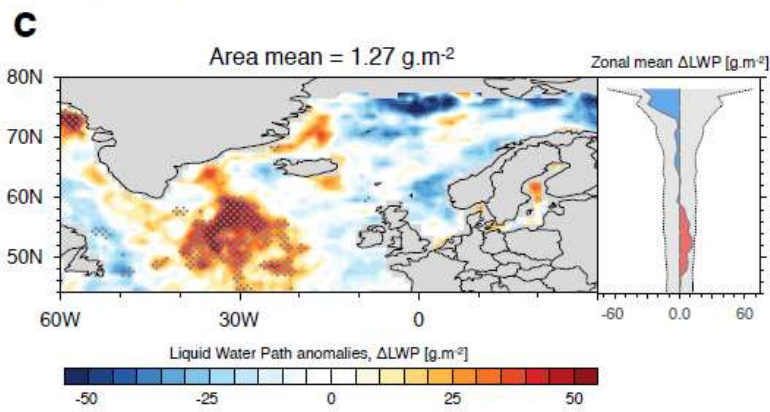 c
Area mean = 1.27 g.m-2
Zonal mean ΔLWP [g.m-2]
80N
70N
60N
50N
60W 30W 0
-60 0.0 60
Liquid Water Path anomalies, ΔLWP [g.m-2]
-50 -25 0 25 50